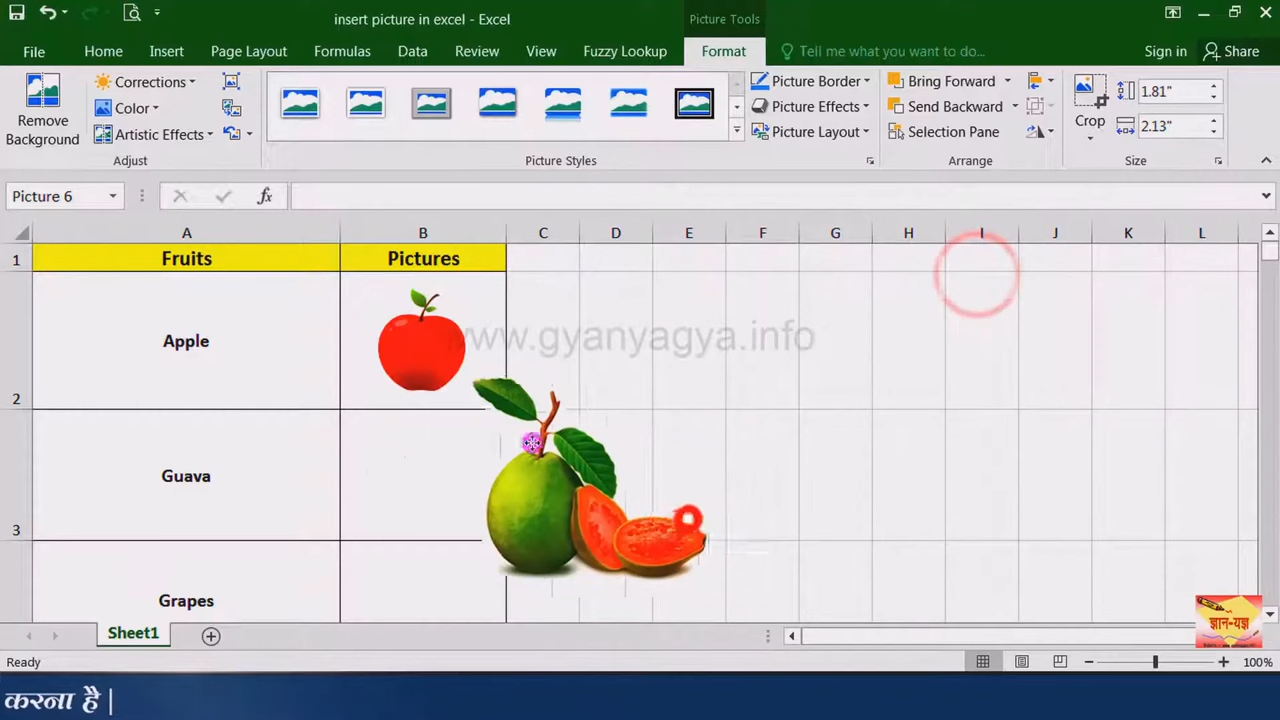 insert picture in excel - Excel
Picture Tools
File Home Insert Page Layout Formulas Data Review View Fuzzy Lookup Format Tell me what you want to do... Sign in Share
Remove Background
Corrections
Color
Artistic Effects
Adjust
Picture Styles
Picture Border
Picture Effects
Picture Layout
Bring Forward
Send Backward
Selection Pane
Arrange
Crop
1.81"
2.13"
Size
Picture 6 fx
A B C D E F G H I J K L
1 Fruits Pictures
www.gyanyagya.info
2 Apple
3 Guava
Grapes
Sheet1
ज्ञान-यज्ञ
Ready 100%
करना है |